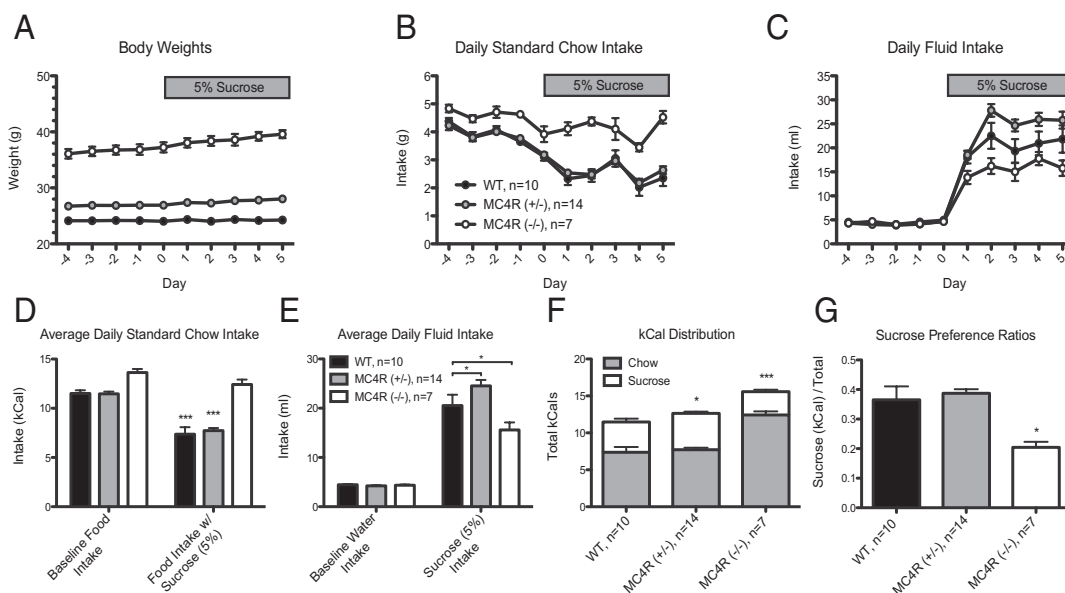 A
Body Weights
5% Sucrose
Weight (g)
50
40
30
20
-4 -3 -2 -1 0 1 2 3 4 5
Day
B
Daily Standard Chow Intake
5% Sucrose
Intake (g)
6
5
4
3
2
1
0
WT, n=10
MC4R (+/-), n=14
MC4R (-/-), n=7
-4 -3 -2 -1 0 1 2 3 4 5
Day
C
Daily Fluid Intake
5% Sucrose
Intake (ml)
35
30
25
20
15
10
5
0
-4 -3 -2 -1 0 1 2 3 4 5
Day
D
Average Daily Standard Chow Intake
Intake (kCal)
15
10
5
0
*** ***
Baseline Food
Intake
Food Intake w/
Sucrose (5%)
E
Average Daily Fluid Intake
Intake (ml)
30
20
10
0
WT, n=10
MC4R (+/-), n=14
MC4R (-/-), n=7
*
*
Baseline Water
Intake
Sucrose (5%)
Intake
F
kCal Distribution
Total kCals
20
15
10
5
0
Chow
Sucrose
*
***
WT, n=10
MC4R (+/-), n=14
MC4R (-/-), n=7
G
Sucrose Preference Ratios
Sucrose (kCal) /Total
0.5
0.4
0.3
0.2
0.1
0.0
*
WT, n=10
MC4R (+/-), n=14
MC4R (-/-), n=7